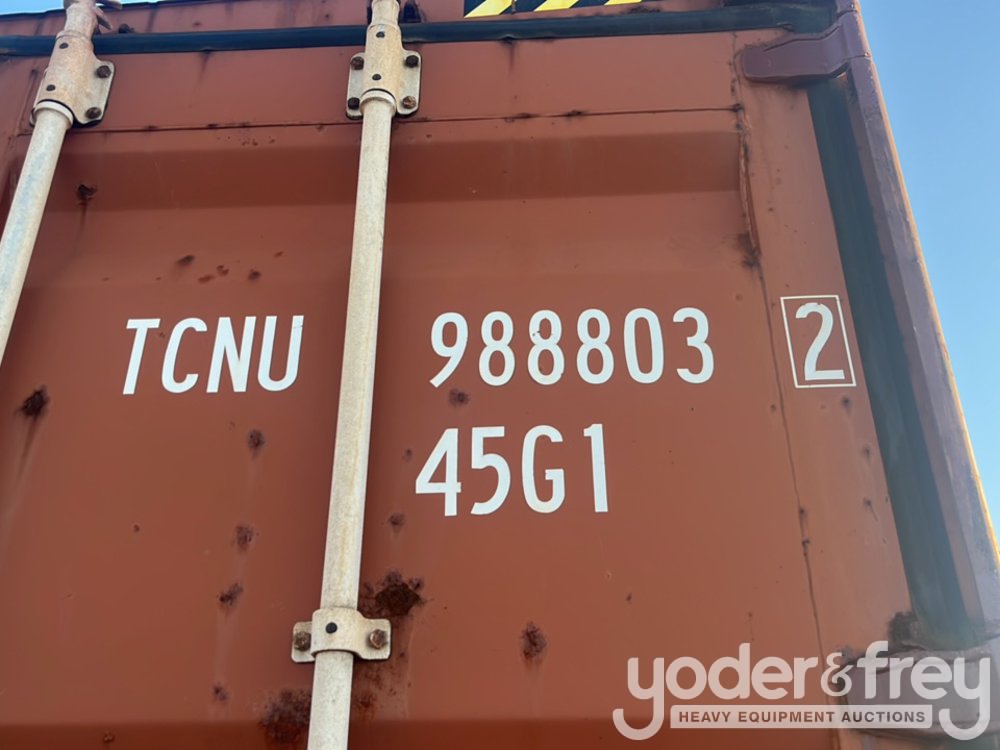 TCNU 988803 2
45G1
yoder&frey
HEAVY EQUIPMENT AUCTIONS